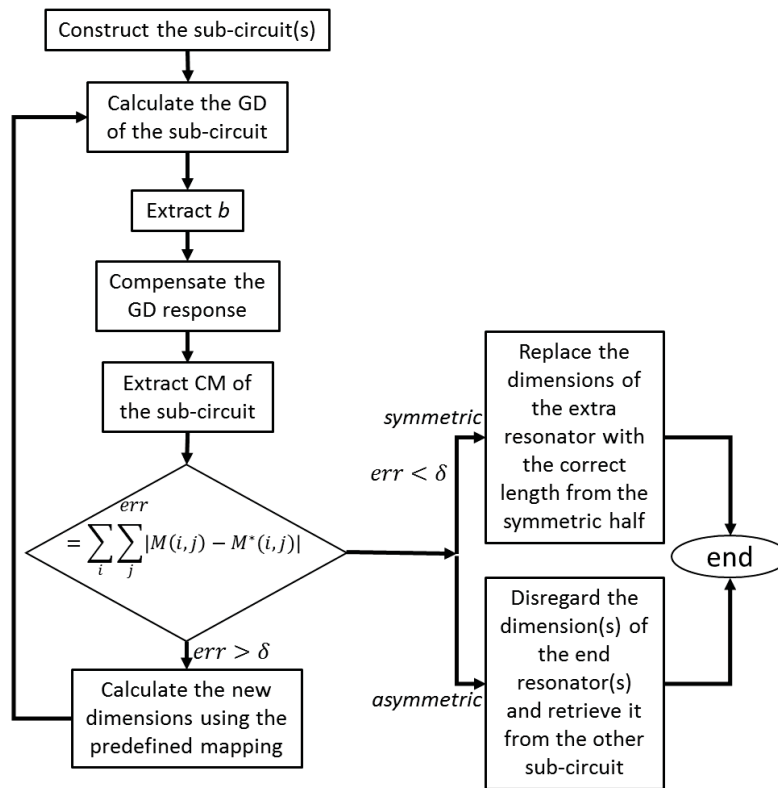 Construct the sub-circuit(s)
Calculate the GD
of the sub-circuit
Extract b
Compensate the
GD response
Extract CM of
the sub-circuit
err
= ∑_i ∑_j |M(i,j) − M*(i,j)|
err > δ
Calculate the new
dimensions using the
predefined mapping
symmetric
err < δ
asymmetric
Replace the
dimensions of
the extra
resonator with
the correct
length from the
symmetric half
Disregard the
dimension(s) of
the end
resonator(s)
and retrieve it
from the other
sub-circuit
end